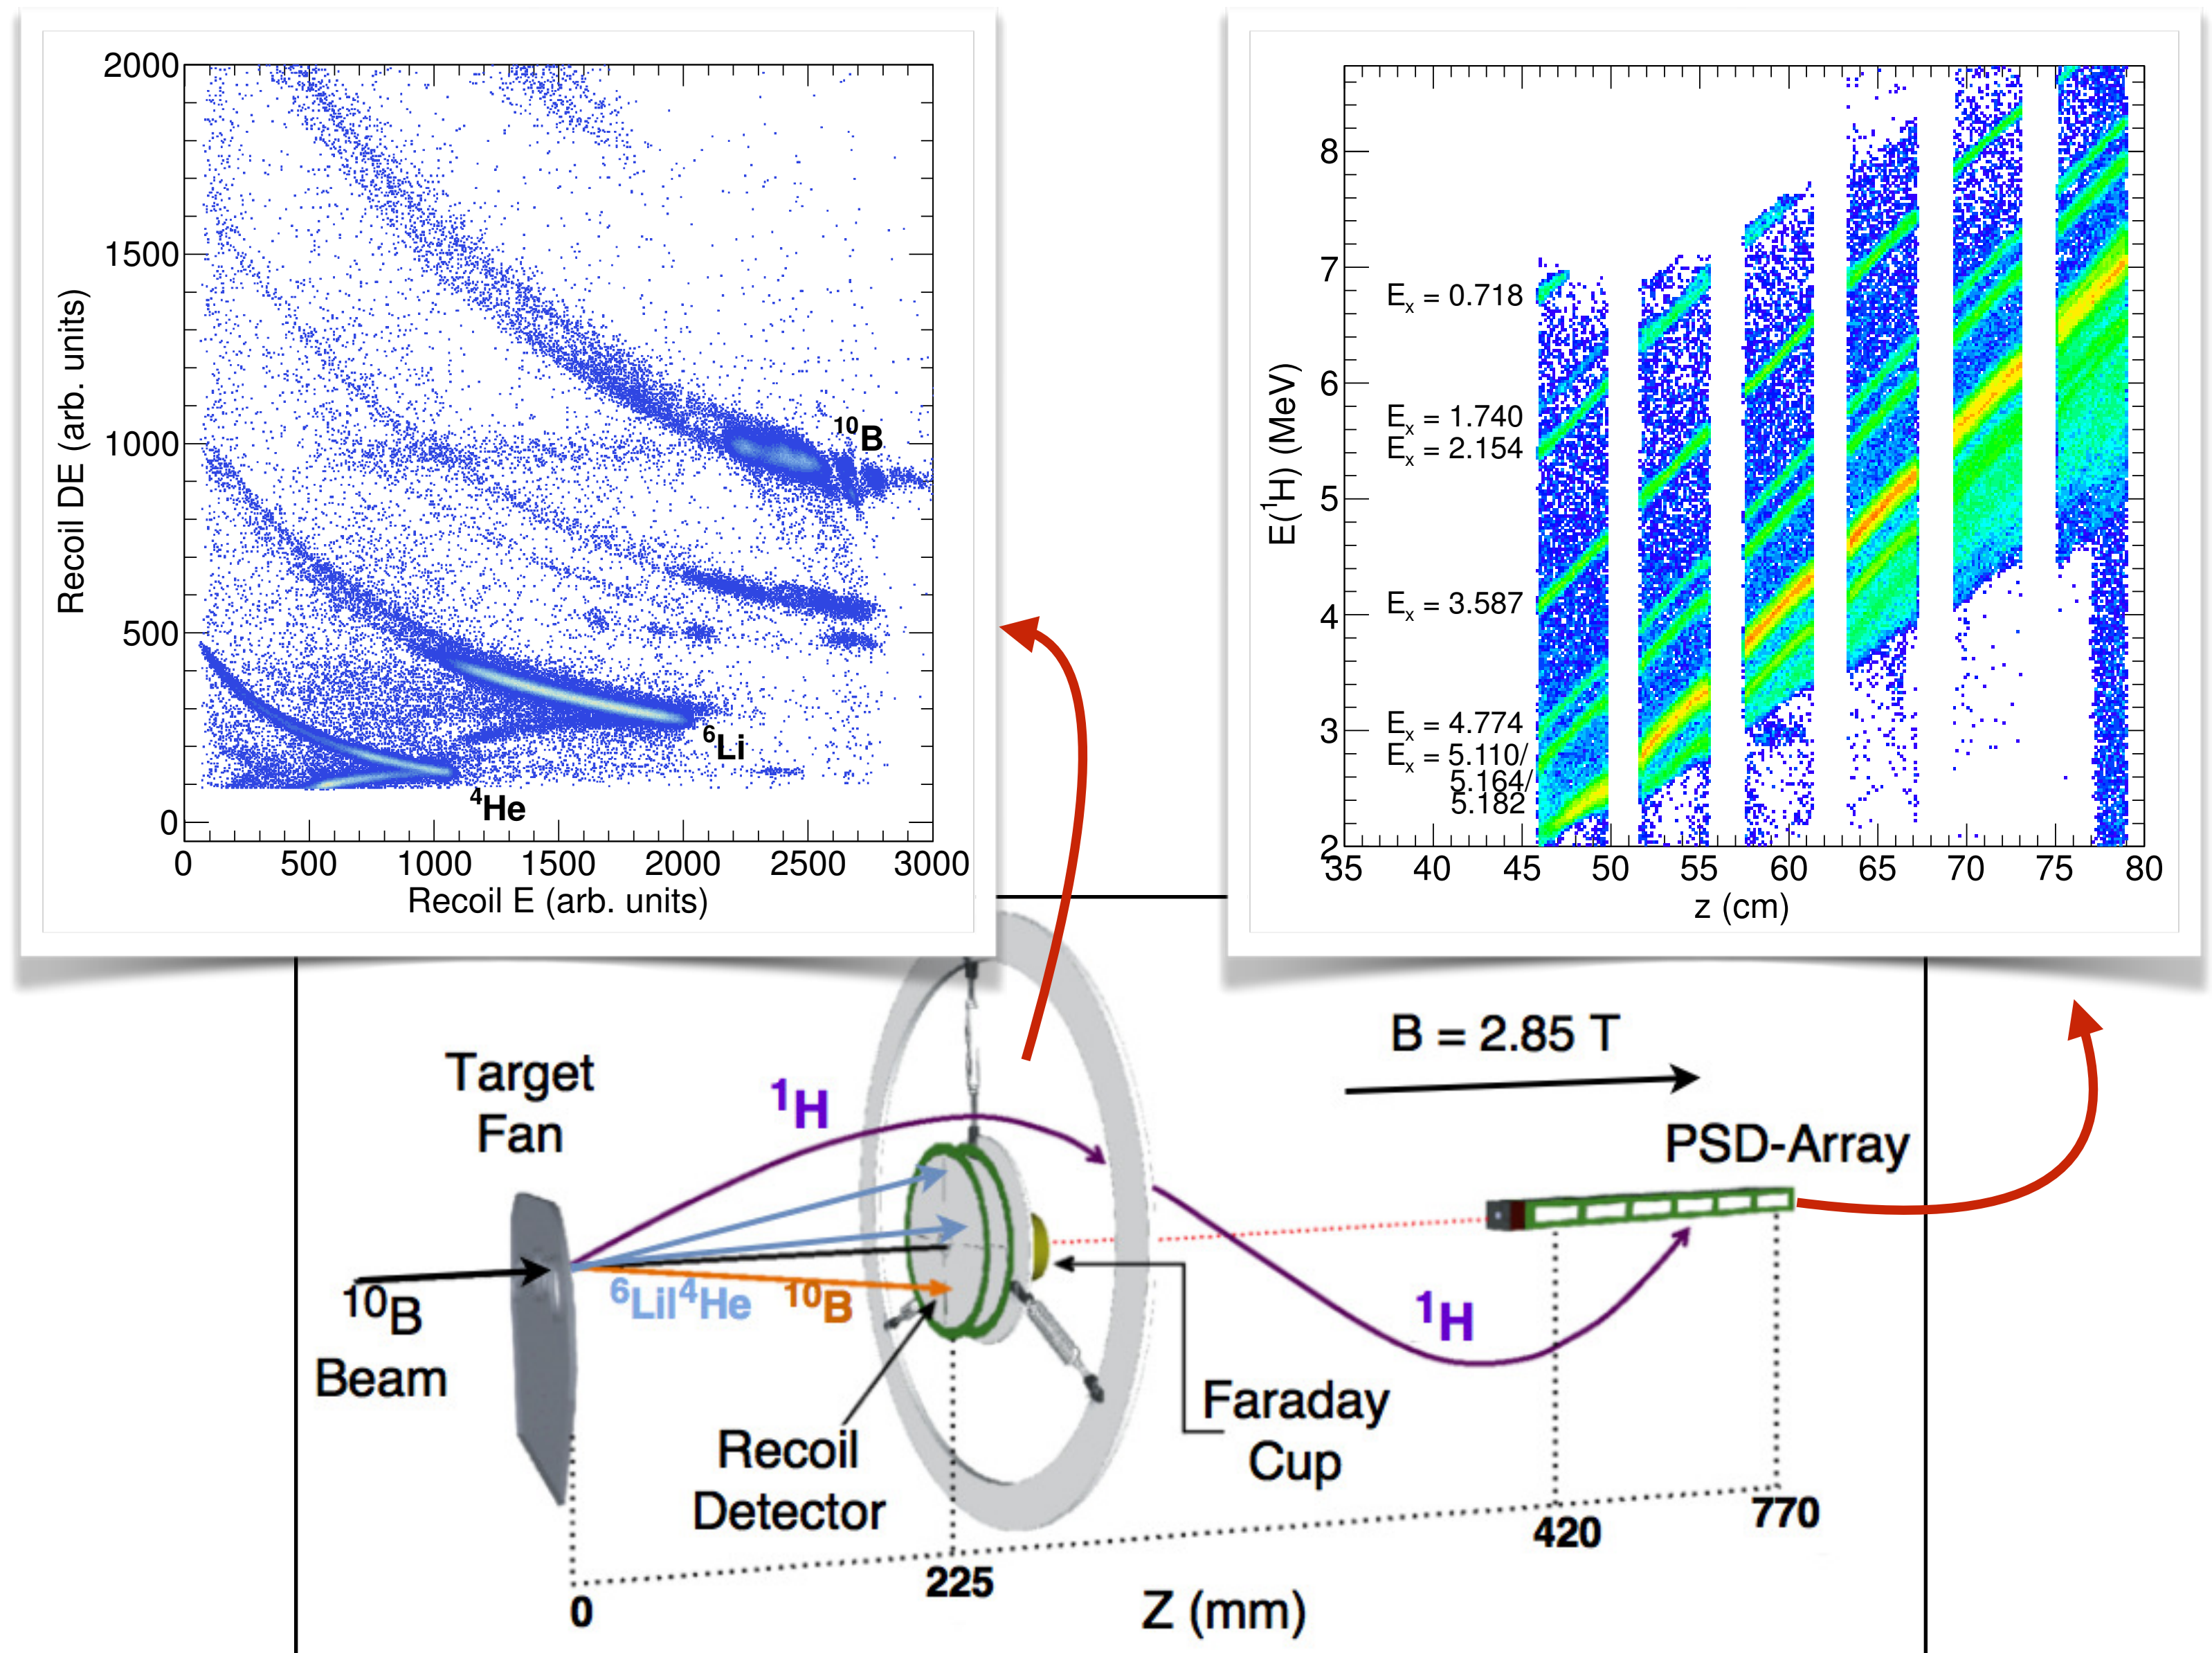 2000
1500
1000
500
0
Recoil DE (arb. units)
10B
6Li
4He
0 500 1000 1500 2000 2500 3000
Recoil E (arb. units)
8
7
6
5
4
3
2
E(1H) (MeV)
Ex = 0.718
Ex = 1.740
Ex = 2.154
Ex = 3.587
Ex = 4.774
Ex = 5.110/
5.164/
5.182
35 40 45 50 55 60 65 70 75 80
z (cm)
B = 2.85 T
Target
Fan
1H
PSD-Array
10B
Beam
6Lil4He
10B
1H
Recoil
Detector
Faraday
Cup
0
225
420
770
Z (mm)